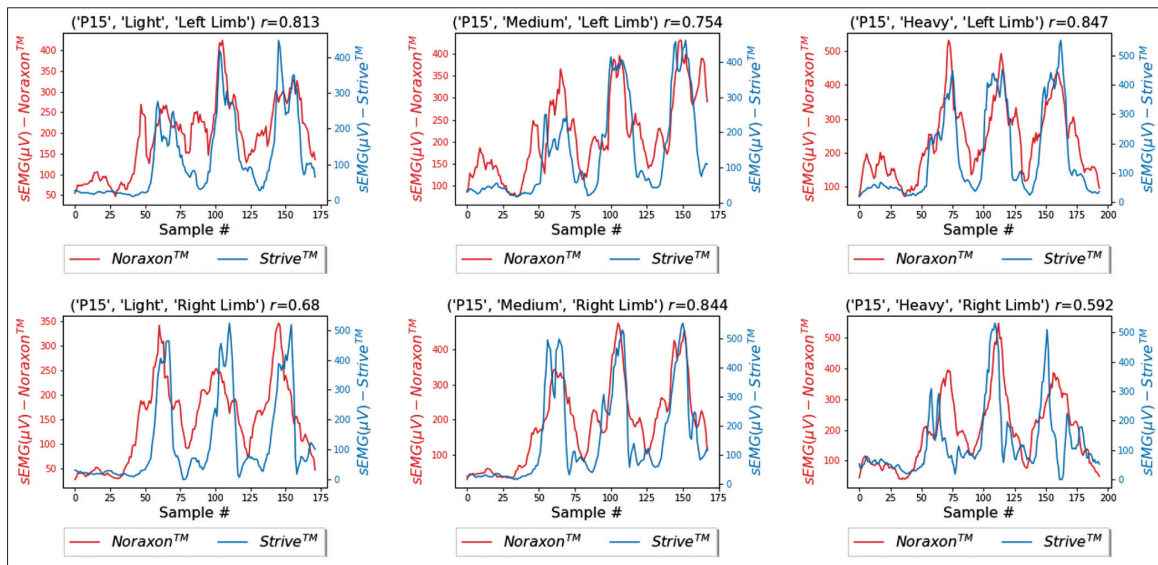 ('P15', 'Light', 'Left Limb') r=0.813
400
350
300
250
200
150
100
50
sEMG(μV) − Noraxon™
400
300
200
100
0
sEMG(μV) − Strive™
0 25 50 75 100 125 150 175
Sample #
Noraxon™ Strive™
('P15', 'Medium', 'Left Limb') r=0.754
400
350
300
250
200
150
100
sEMG(μV) − Noraxon™
400
300
200
100
0
sEMG(μV) − Strive™
0 25 50 75 100 125 150 175
Sample #
Noraxon™ Strive™
('P15', 'Heavy', 'Left Limb') r=0.847
500
400
300
200
100
sEMG(μV) − Noraxon™
500
400
300
200
100
0
sEMG(μV) − Strive™
0 25 50 75 100 125 150 175 200
Sample #
Noraxon™ Strive™
('P15', 'Light', 'Right Limb') r=0.68
350
300
250
200
150
100
50
sEMG(μV) − Noraxon™
500
400
300
200
100
0
sEMG(μV) − Strive™
0 25 50 75 100 125 150 175
Sample #
Noraxon™ Strive™
('P15', 'Medium', 'Right Limb') r=0.844
400
300
200
100
sEMG(μV) − Noraxon™
500
400
300
200
100
0
sEMG(μV) − Strive™
0 25 50 75 100 125 150 175
Sample #
Noraxon™ Strive™
('P15', 'Heavy', 'Right Limb') r=0.592
500
400
300
200
100
sEMG(μV) − Noraxon™
500
400
300
200
100
0
sEMG(μV) − Strive™
0 25 50 75 100 125 150 175 200
Sample #
Noraxon™ Strive™